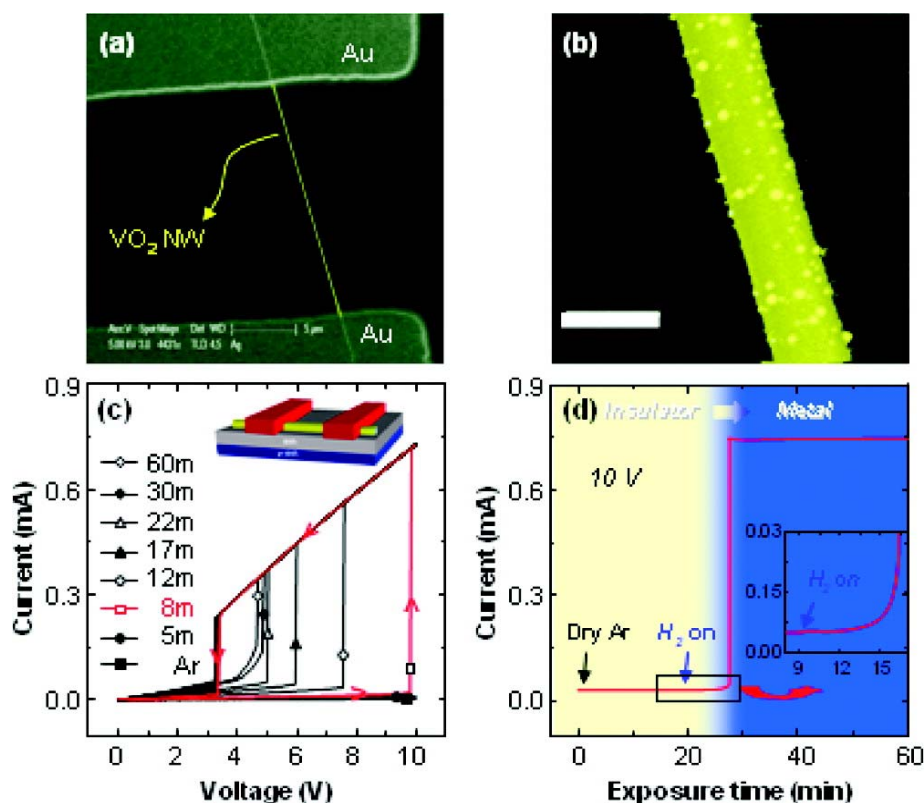 (a)
Au
VO₂ NW
Au
5 μm
(b)
0.9
0.6
0.3
0.0
Current (mA)
(c)
60m
30m
22m
17m
12m
8m
5m
Ar
0 2 4 6 8 10
Voltage (V)
0.9
0.6
0.3
0.0
Current (mA)
(d)
Insulator
Metal
10 V
Dry Ar
H₂ on
0.03
0.15
0.00
H₂ on
9 12 15
0 20 40 60
Exposure time (min)